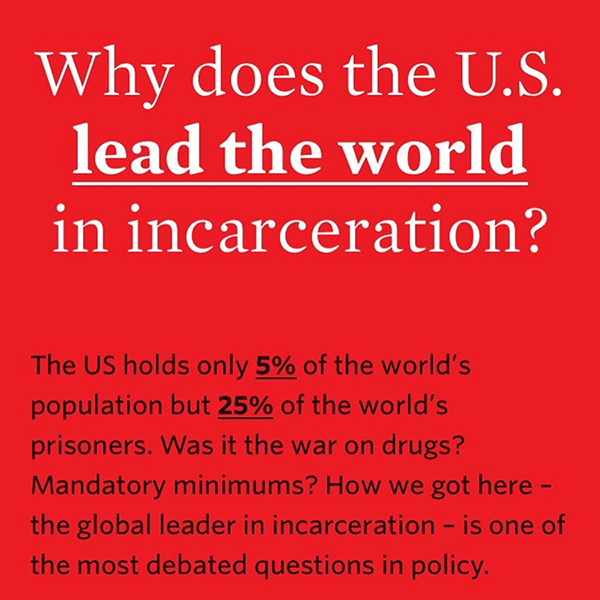 Why does the U.S.
lead the world
in incarceration?
The US holds only 5% of the world’s
population but 25% of the world’s
prisoners. Was it the war on drugs?
Mandatory minimums? How we got here –
the global leader in incarceration – is one of
the most debated questions in policy.